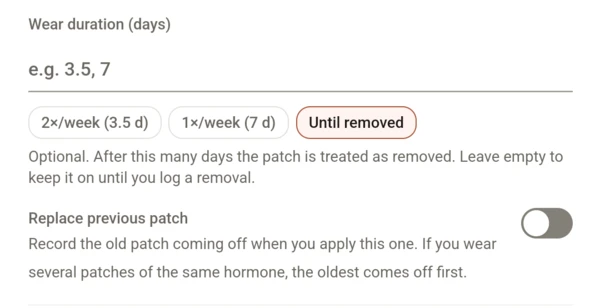 Wear duration (days)
e.g. 3.5, 7
2×/week (3.5 d) 1×/week (7 d) Until removed
Optional. After this many days the patch is treated as removed. Leave empty to
keep it on until you log a removal.
Replace previous patch
Record the old patch coming off when you apply this one. If you wear
several patches of the same hormone, the oldest comes off first.